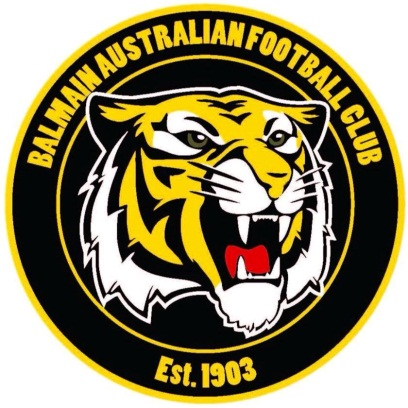 BALMAIN AUSTRALIAN FOOTBALL CLUB
Est. 1903